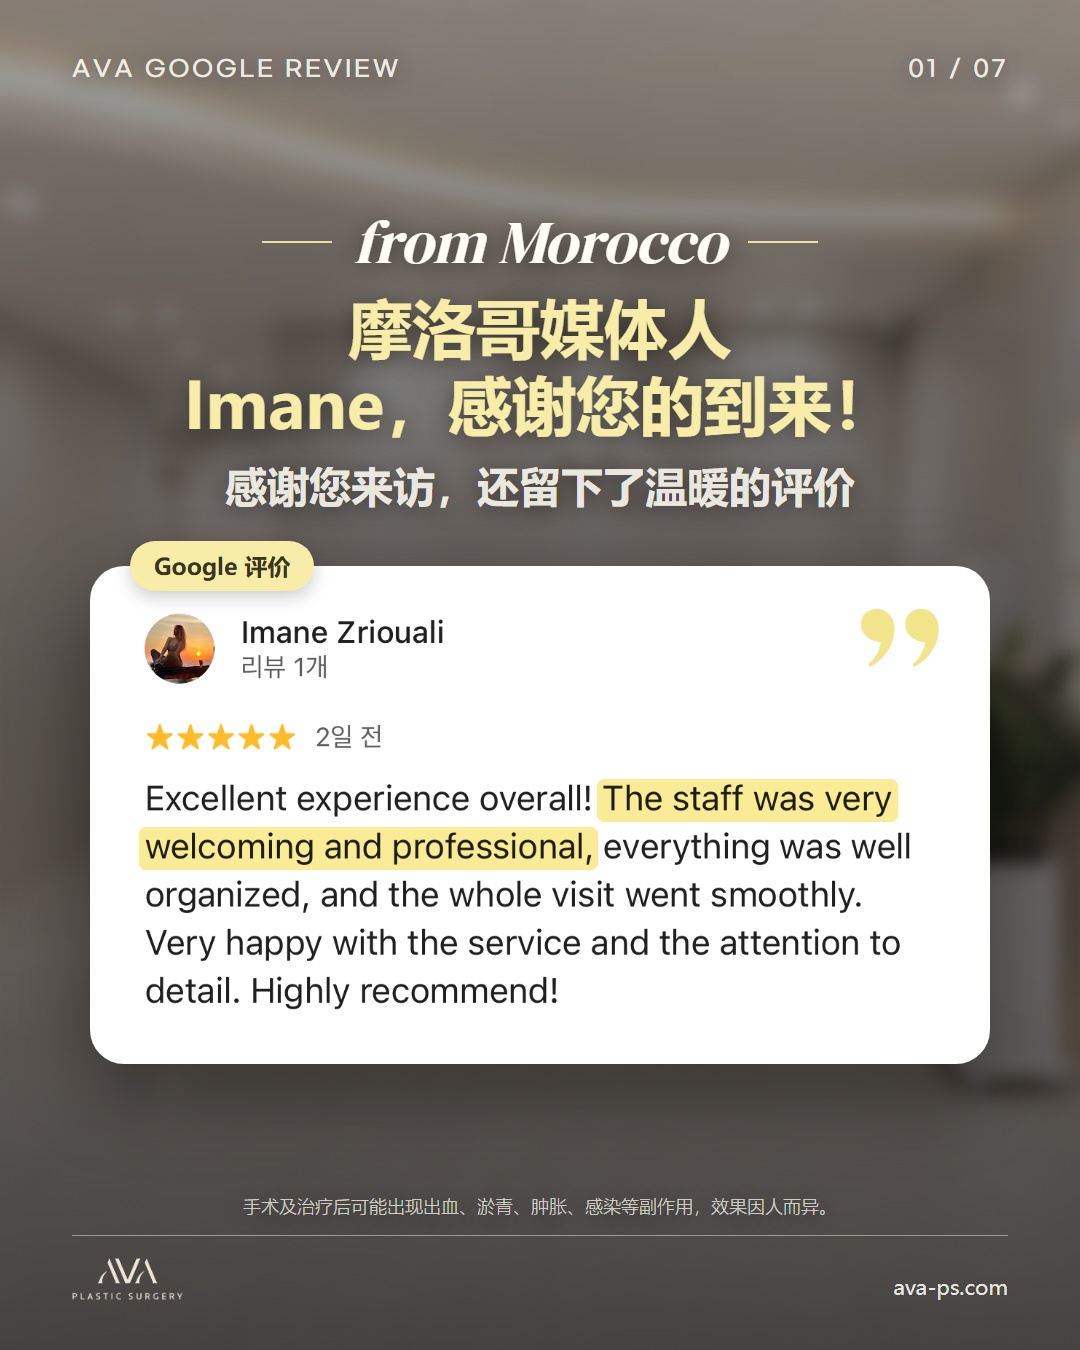 AVA GOOGLE REVIEW
01 / 07
from Morocco
摩洛哥媒体人
Imane，感谢您的到来！
感谢您来访，还留下了温暖的评价
Google 评价
Imane Zriouali
리뷰 1개
2일 전
Excellent experience overall! The staff was very
welcoming and professional, everything was well
organized, and the whole visit went smoothly.
Very happy with the service and the attention to
detail. Highly recommend!
手术及治疗后可能出现出血、淤青、肿胀、感染等副作用，效果因人而异。
AVA
PLASTIC SURGERY
ava-ps.com